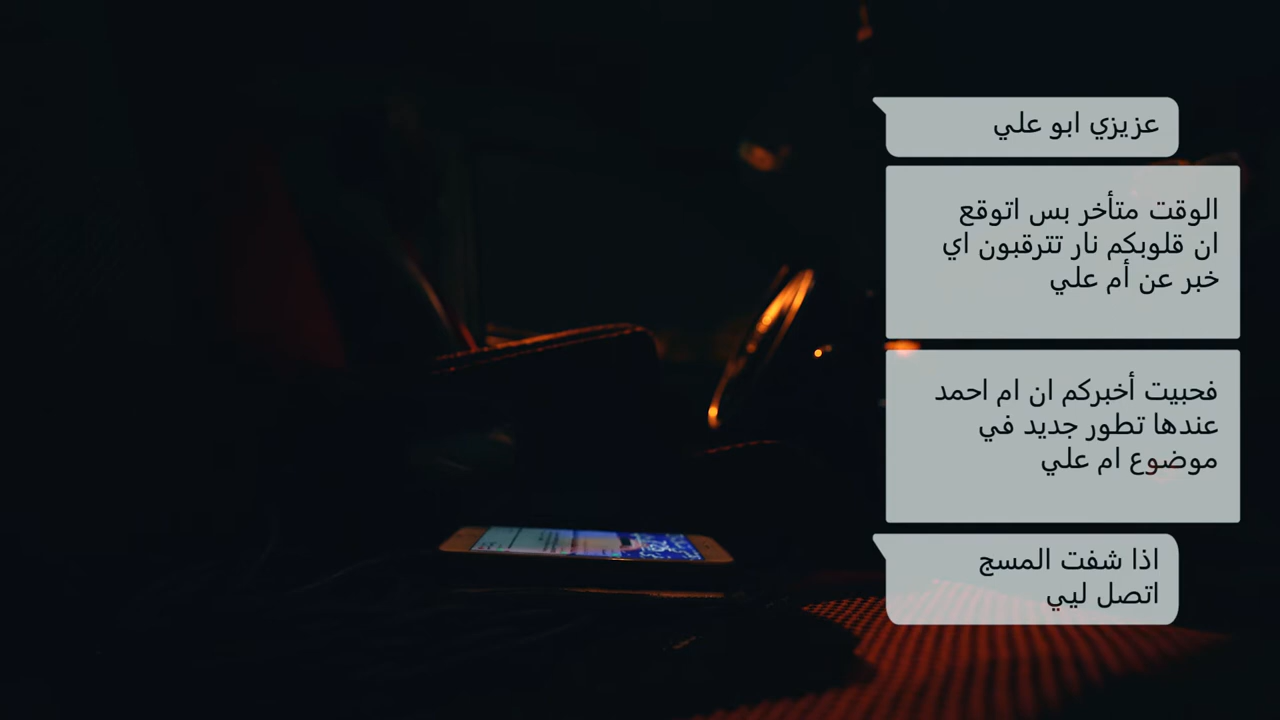 عزيزي ابو علي
الوقت متأخر بس اتوقع
ان قلوبكم نار تترقبون اي
خبر عن أم علي
فحبيت أخبركم ان ام احمد
عندها تطور جديد في
موضوع ام علي
اذا شفت المسج
اتصل ليي